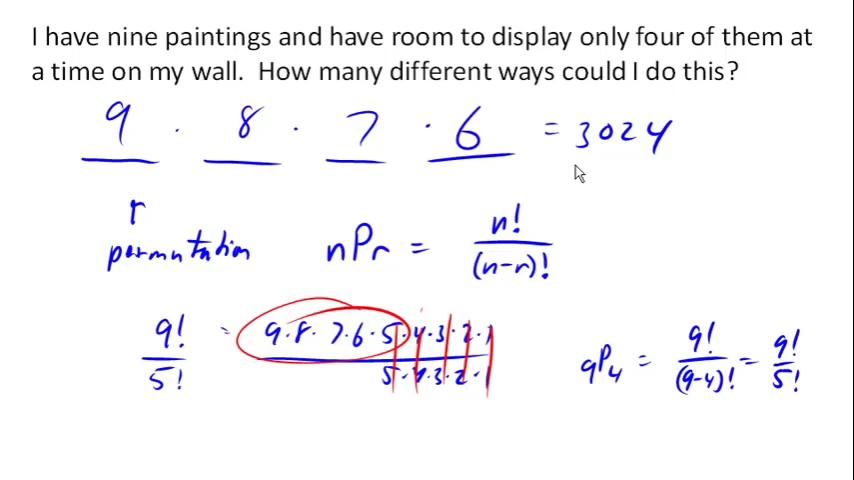 I have nine paintings and have room to display only four of them at
a time on my wall. How many different ways could I do this?
9 · 8 · 7 · 6 = 3024
permutation nPr = n! / (n-r)!
9! / 5! = 9·8·7·6·5·4·3·2·1 / 5·4·3·2·1 9P4 = 9! / (9-4)! = 9! / 5!